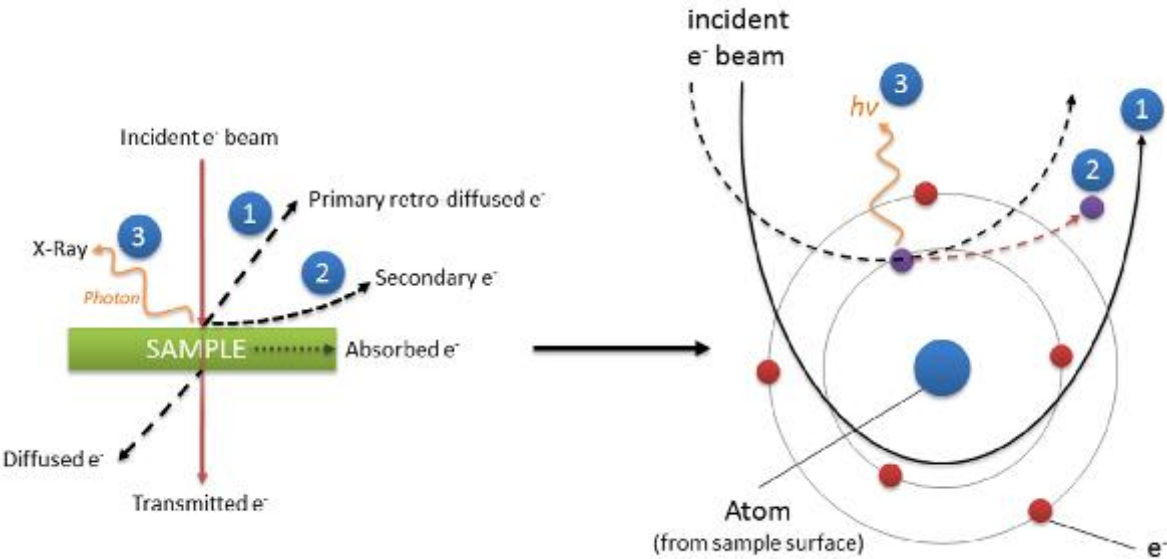 Incident e⁻ beam
1
Primary retro-diffused e⁻
3
X-Ray
2
Secondary e⁻
Photon
SAMPLE
Absorbed e⁻
Diffused e⁻
Transmitted e⁻
incident
e⁻ beam
3
hν
1
2
Atom
(from sample surface)
e⁻